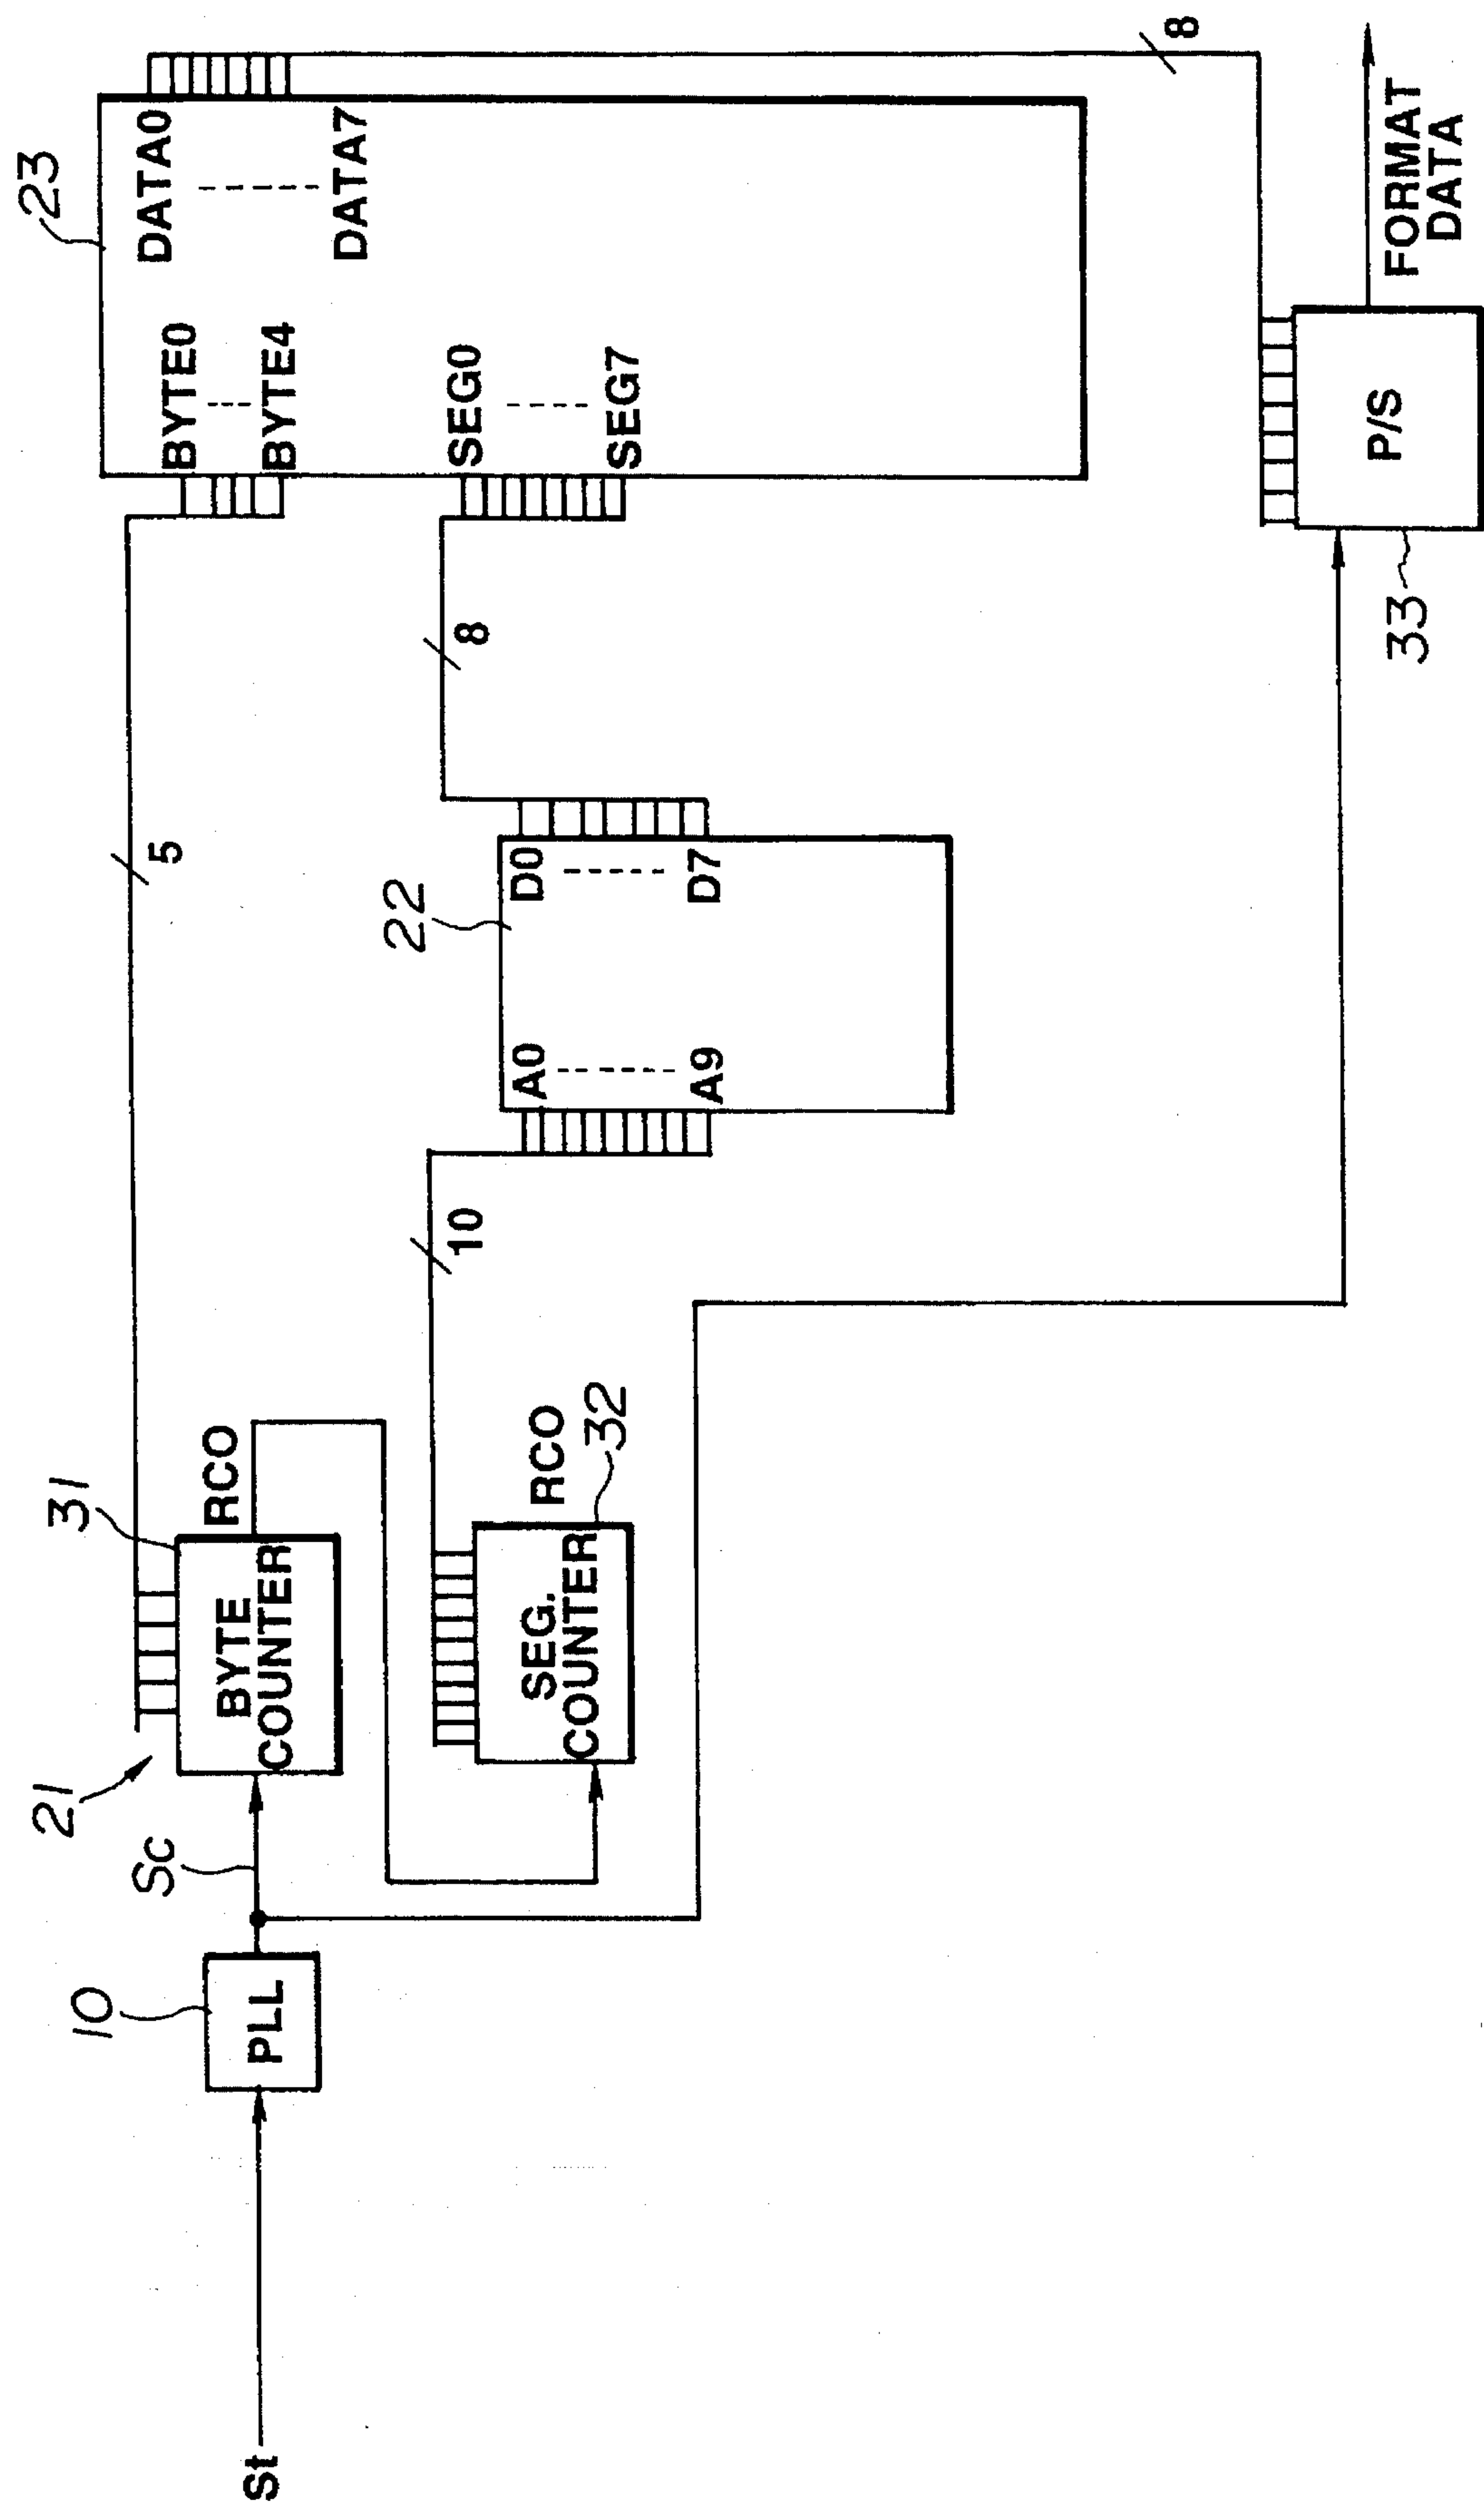 St
10
PLL
Sc
21
31
BYTE
COUNTER
RCO
5
23
BYTE0
BYTE4
DATA0
DATA7
SEG0
SEG7
8
SEG.
COUNTER
RCO
32
10
22
A0
A9
D0
D7
8
33
P/S
FORMAT
DATA